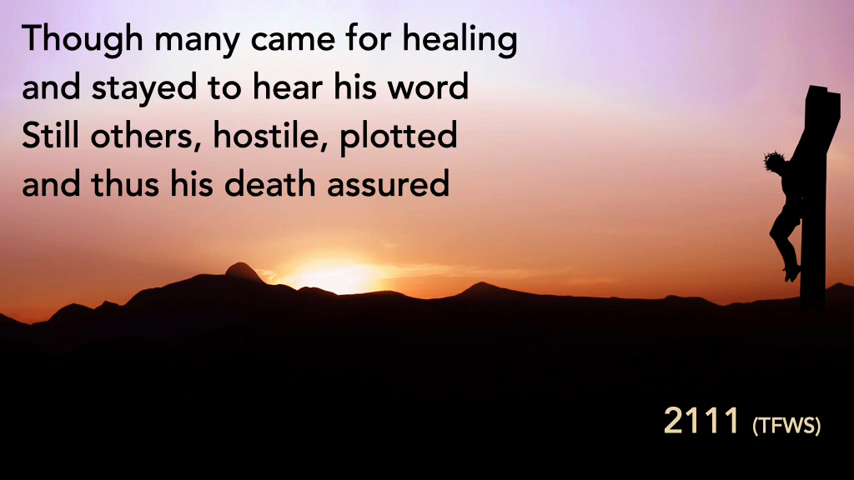 Though many came for healing
and stayed to hear his word
Still others, hostile, plotted
and thus his death assured
2111 (TFWS)